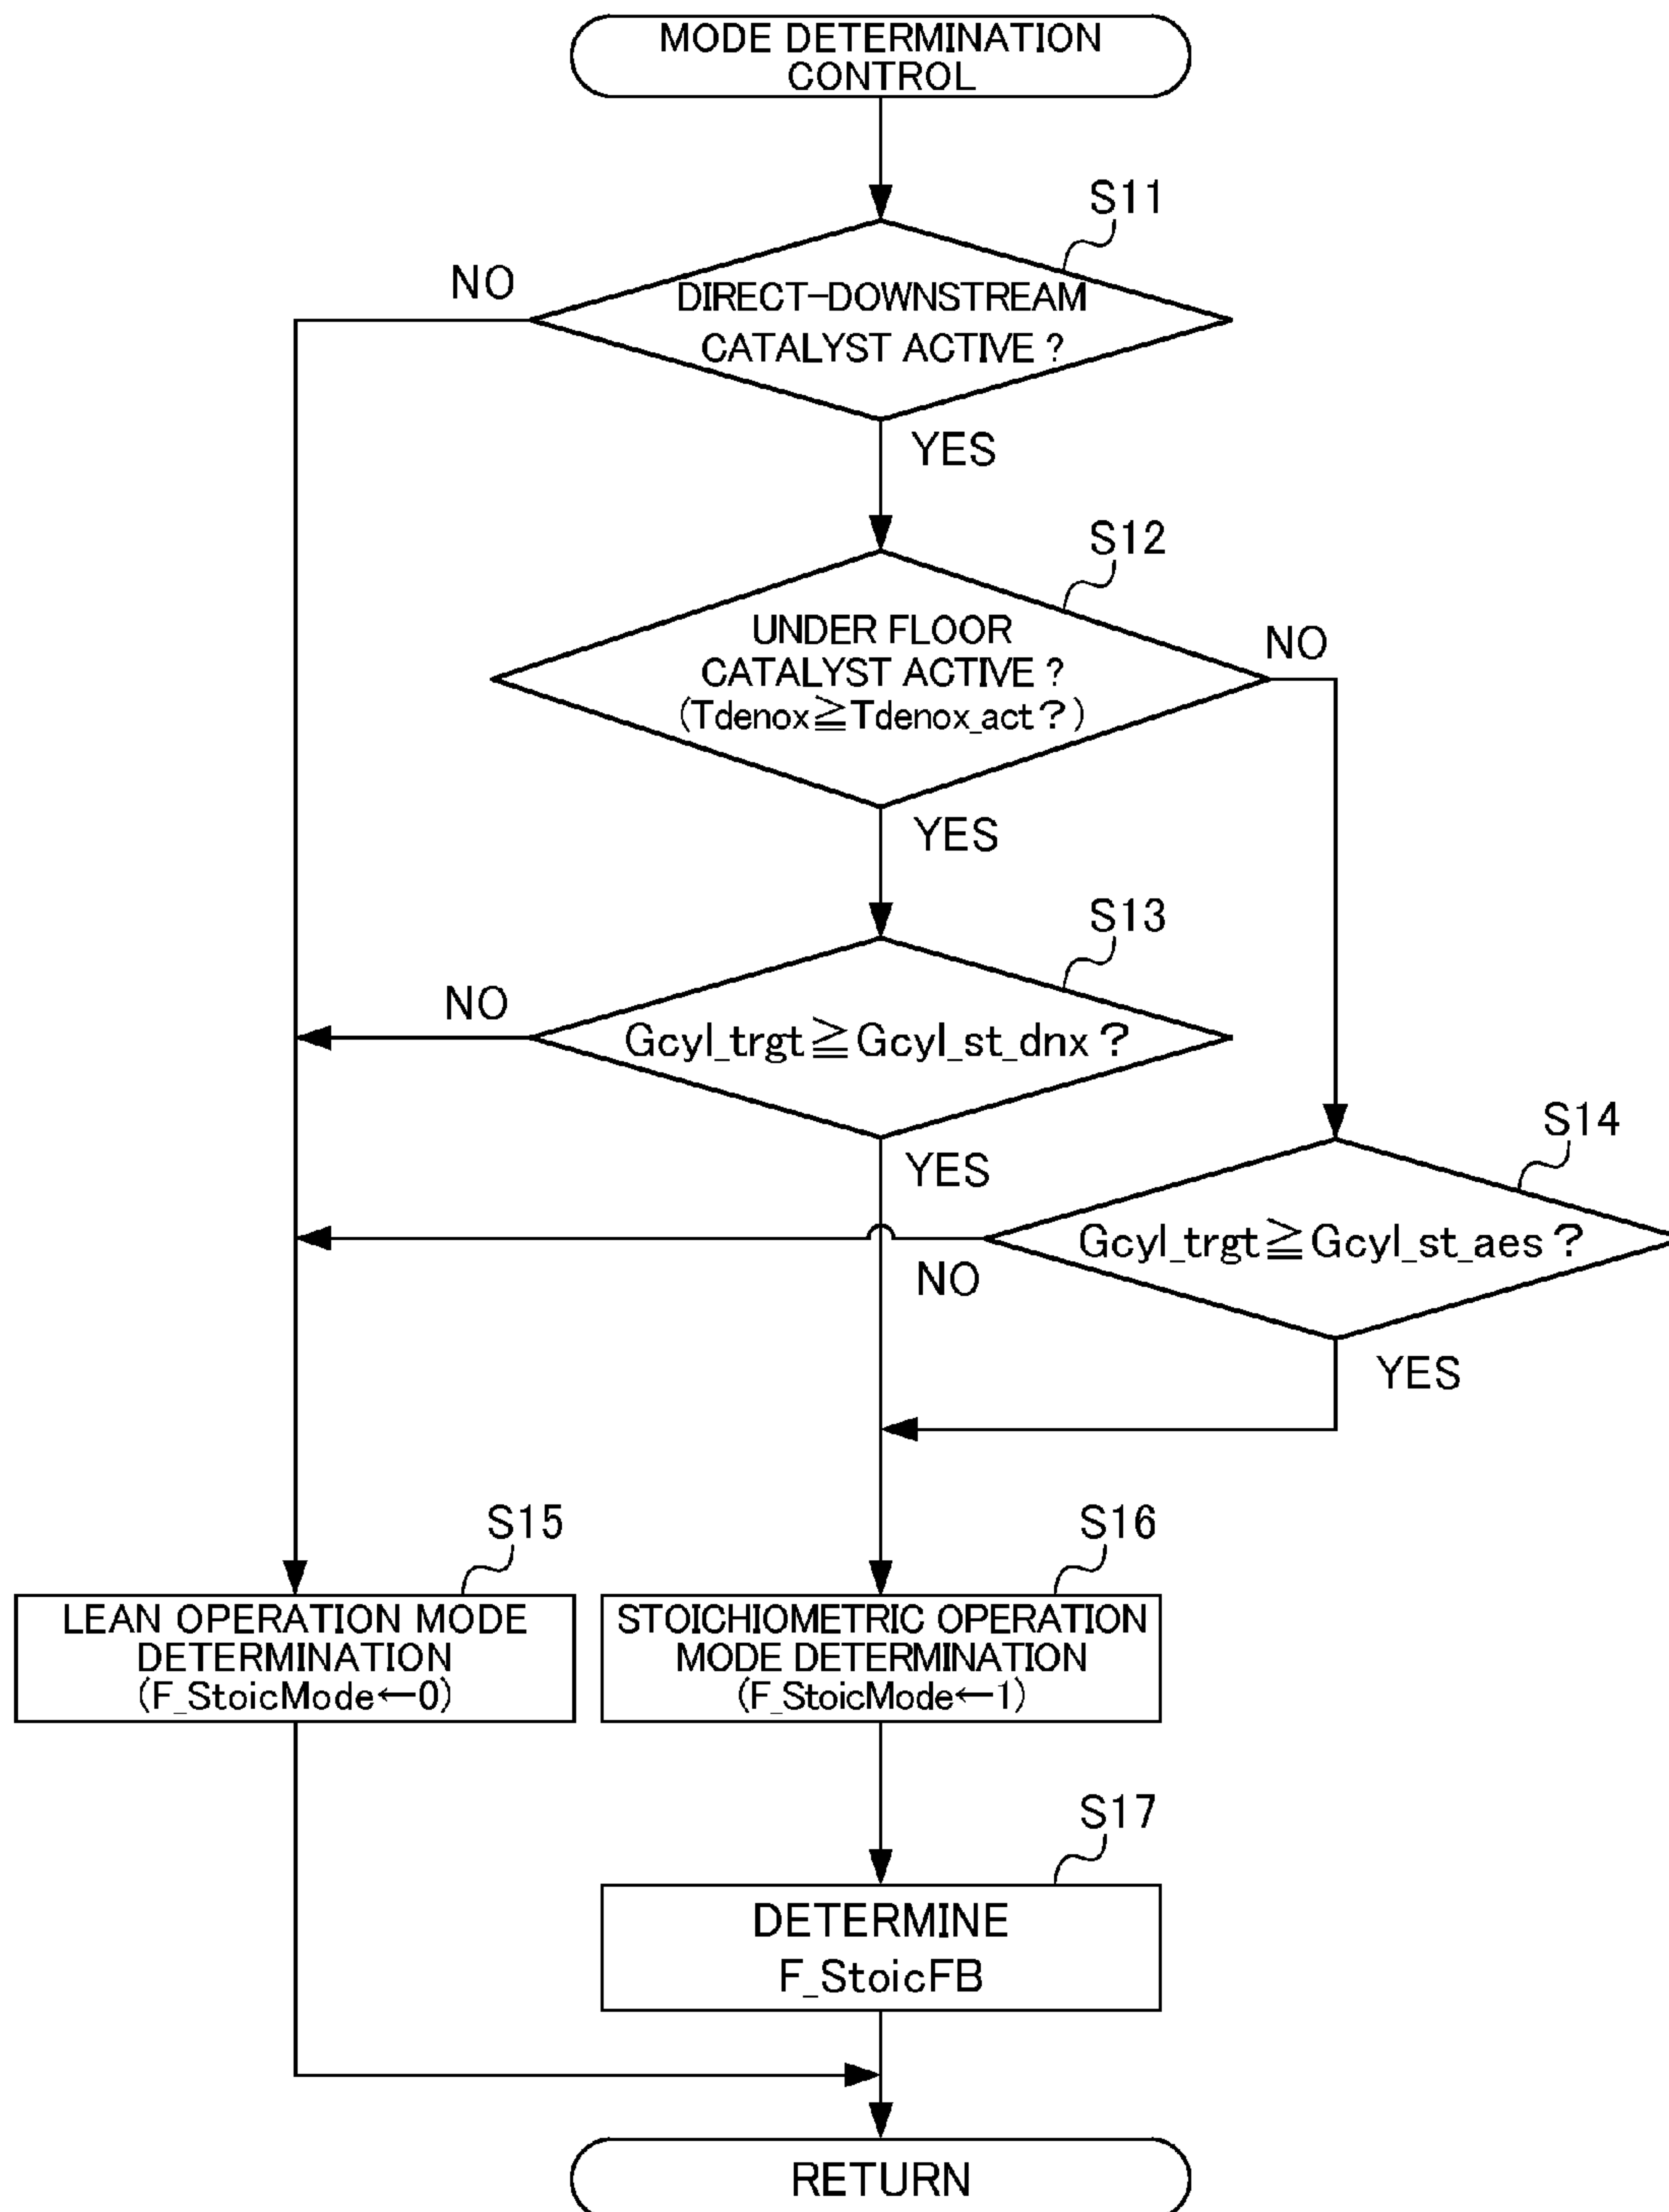 MODE DETERMINATION
CONTROL
S11
NO
DIRECT-DOWNSTREAM
CATALYST ACTIVE ?
YES
S12
UNDER FLOOR
CATALYST ACTIVE ?
(Tdenox≧Tdenox_act ?)
NO
YES
S13
NO
Gcyl_trgt≧Gcyl_st_dnx ?
YES
S14
Gcyl_trgt≧Gcyl_st_aes ?
NO
YES
S15
LEAN OPERATION MODE
DETERMINATION
(F_StoicMode←0)
S16
STOICHIOMETRIC OPERATION
MODE DETERMINATION
(F_StoicMode←1)
S17
DETERMINE
F_StoicFB
RETURN